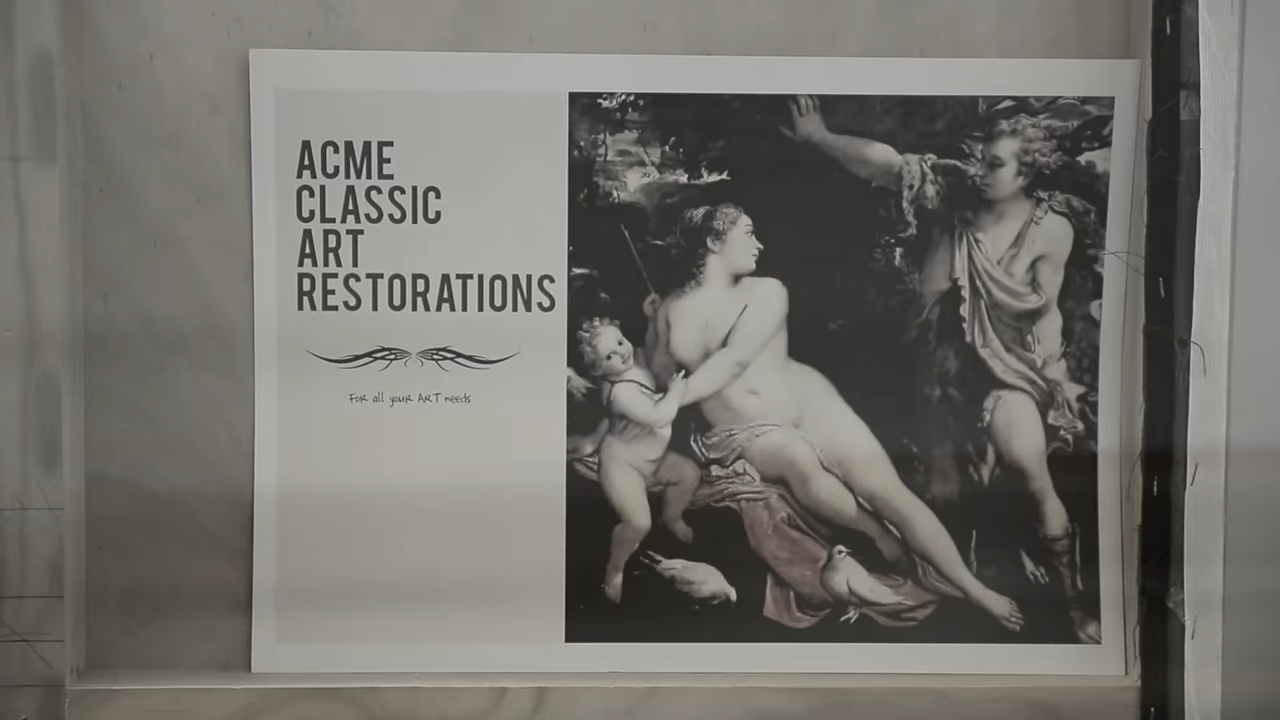 ACME
CLASSIC
ART
RESTORATIONS
FOR all your ART needs